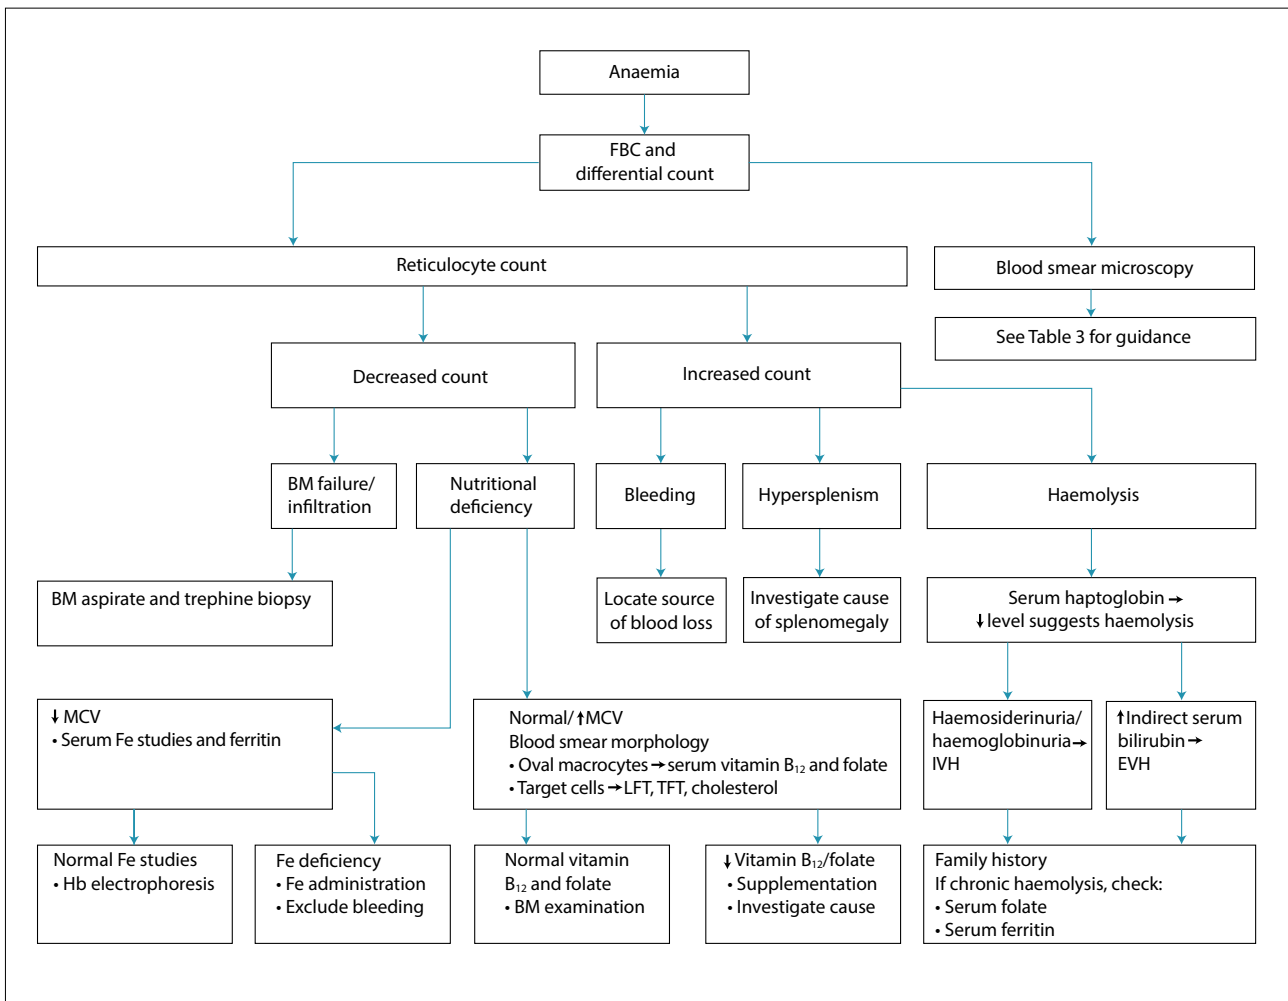 Anaemia
FBC and
differential count
Reticulocyte count
Blood smear microscopy
See Table 3 for guidance
Decreased count
Increased count
BM failure/
infiltration
Nutritional
deficiency
Bleeding
Hypersplenism
Haemolysis
BM aspirate and trephine biopsy
Locate source
of blood loss
Investigate cause
of splenomegaly
Serum haptoglobin →
↓ level suggests haemolysis
↓ MCV
• Serum Fe studies and ferritin
Normal/ ↑MCV
Blood smear morphology
• Oval macrocytes → serum vitamin B₁₂ and folate
• Target cells → LFT, TFT, cholesterol
Haemosiderinuria/
haemoglobinuria →
IVH
↑ Indirect serum
bilirubin →
EVH
Normal Fe studies
• Hb electrophoresis
Fe deficiency
• Fe administration
• Exclude bleeding
Normal vitamin
B₁₂ and folate
• BM examination
↓ Vitamin B₁₂/folate
• Supplementation
• Investigate cause
Family history
If chronic haemolysis, check:
• Serum folate
• Serum ferritin